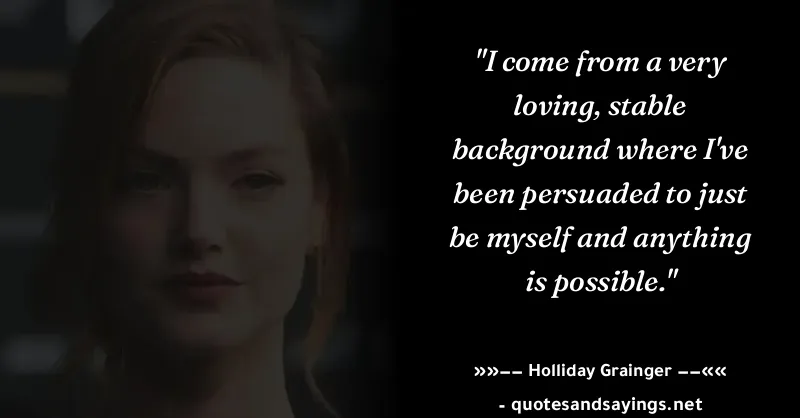 "I come from a very
loving, stable
background where I've
been persuaded to just
be myself and anything
is possible."
»»−− Holliday Grainger −−««
- quotesandsayings.net